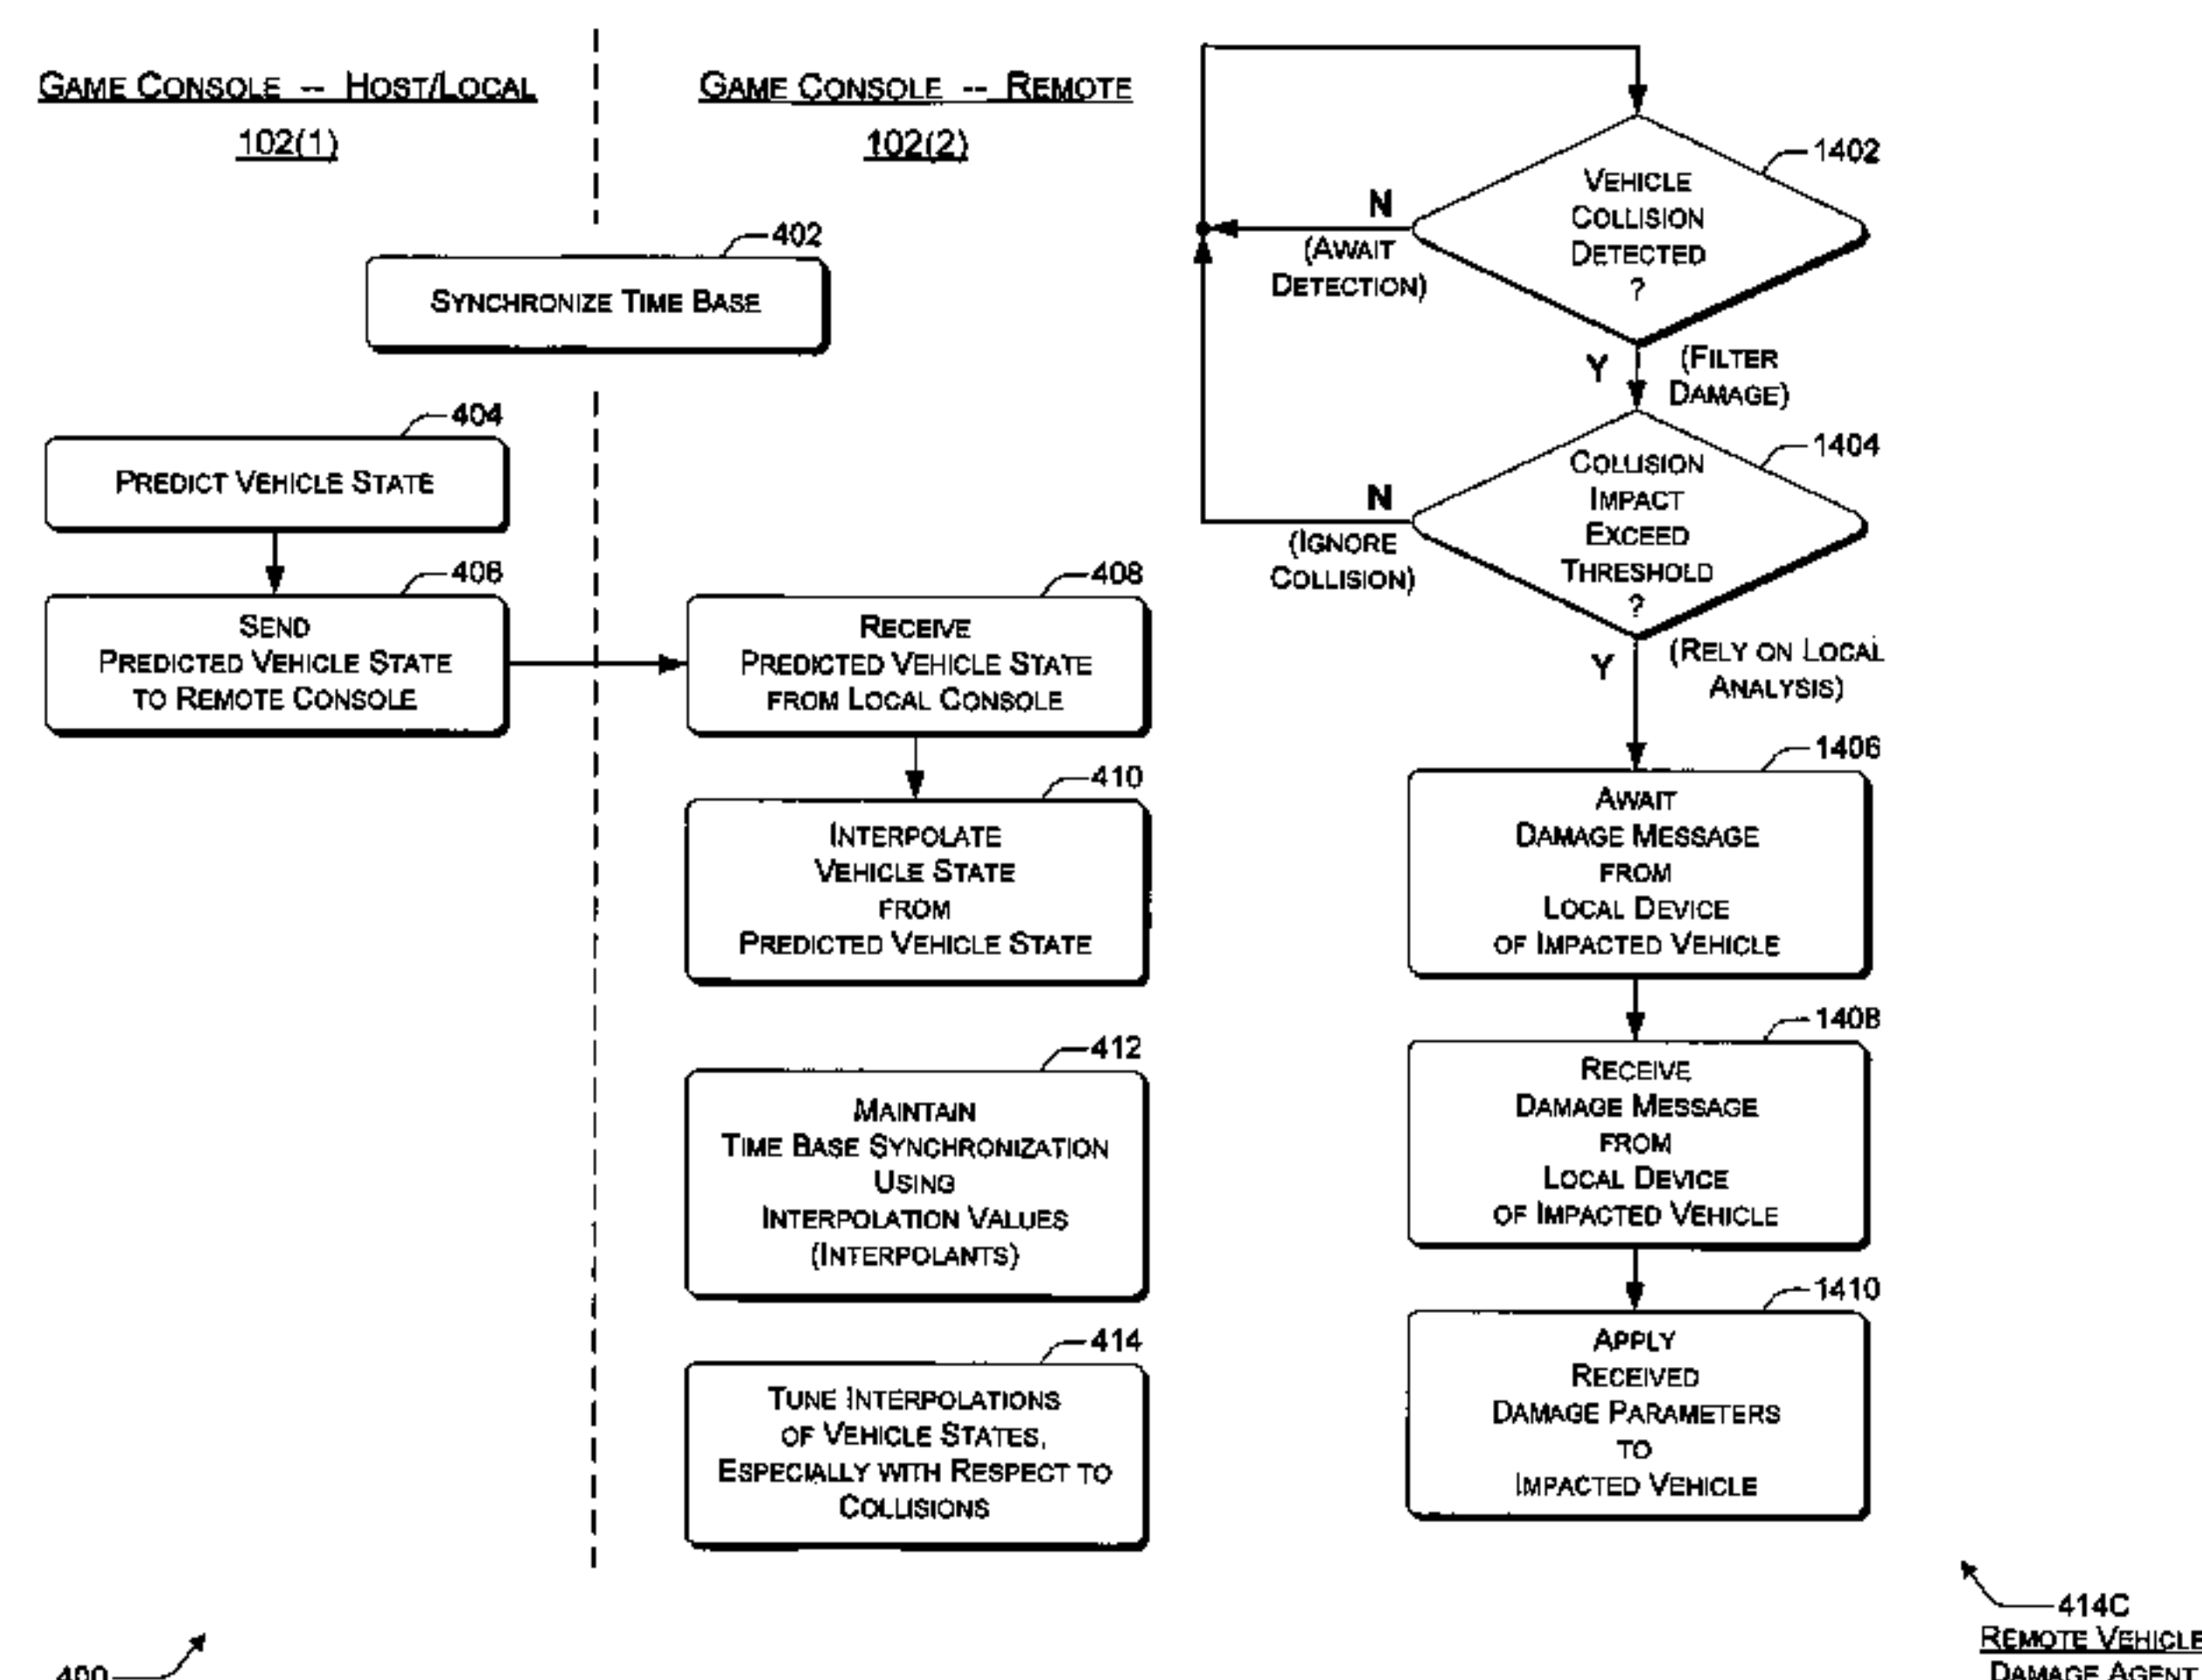 GAME CONSOLE -- HOST/LOCAL
102(1)
GAME CONSOLE -- REMOTE
102(2)
402
SYNCHRONIZE TIME BASE
404
PREDICT VEHICLE STATE
406
SEND
PREDICTED VEHICLE STATE
TO REMOTE CONSOLE
408
RECEIVE
PREDICTED VEHICLE STATE
FROM LOCAL CONSOLE
410
INTERPOLATE
VEHICLE STATE
FROM
PREDICTED VEHICLE STATE
412
MAINTAIN
TIME BASE SYNCHRONIZATION
USING
INTERPOLATION VALUES
(INTERPOLANTS)
414
TUNE INTERPOLATIONS
OF VEHICLE STATES,
ESPECIALLY WITH RESPECT TO
COLLISIONS
400
1402
VEHICLE
COLLISION
DETECTED
?
N
(AWAIT
DETECTION)
Y
(FILTER
DAMAGE)
1404
COLLISION
IMPACT
EXCEED
THRESHOLD
?
N
(IGNORE
COLLISION)
Y
(RELY ON LOCAL
ANALYSIS)
1406
AWAIT
DAMAGE MESSAGE
FROM
LOCAL DEVICE
OF IMPACTED VEHICLE
1408
RECEIVE
DAMAGE MESSAGE
FROM
LOCAL DEVICE
OF IMPACTED VEHICLE
1410
APPLY
RECEIVED
DAMAGE PARAMETERS
TO
IMPACTED VEHICLE
414C
REMOTE VEHICLE
DAMAGE AGENT